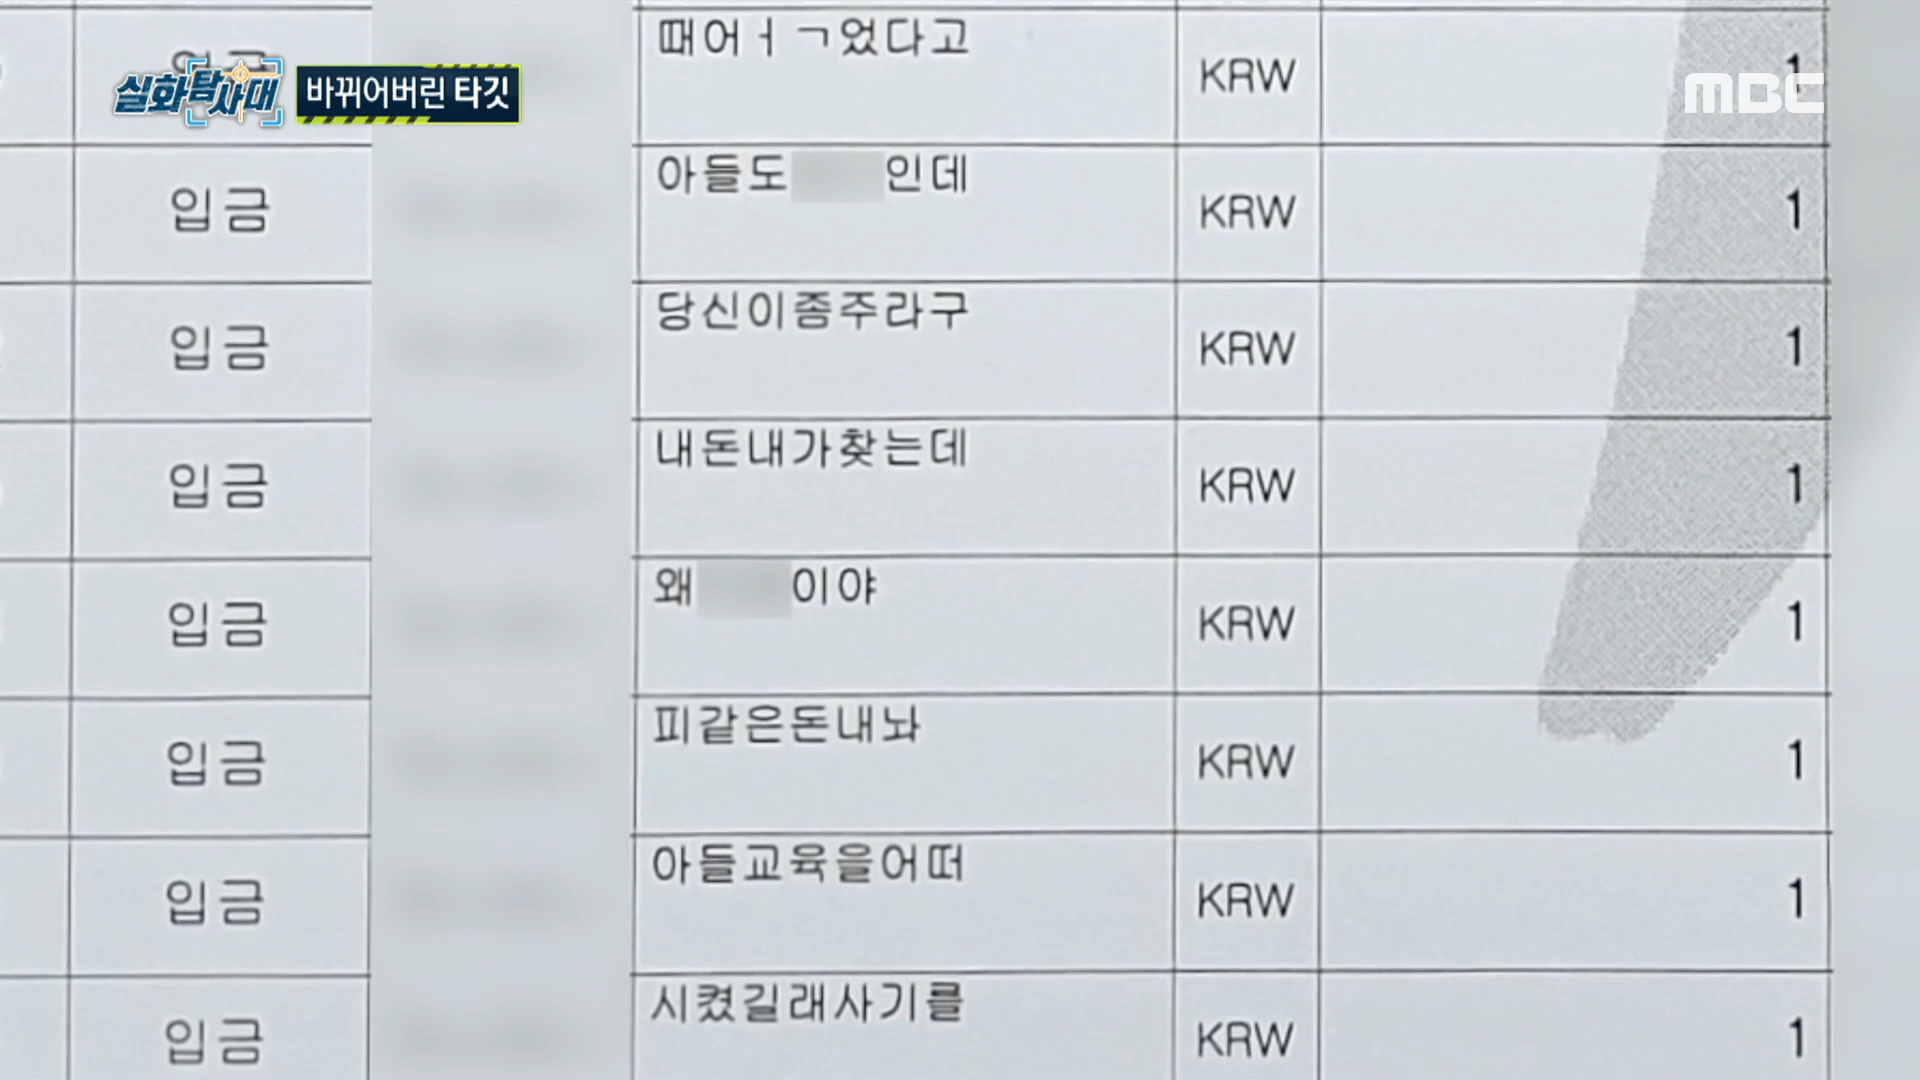 실화탐사대 바뀌어버린 타깃
MBC
때어ㅓㄱ었다고 KRW 1
입금 아들도 인데 KRW 1
입금 당신이종주라구 KRW 1
입금 내돈내가찾는데 KRW 1
입금 왜 이야 KRW 1
입금 피같은돈내놔 KRW 1
입금 아들교육을어떠 KRW 1
입금 시켰길래사기를 KRW 1